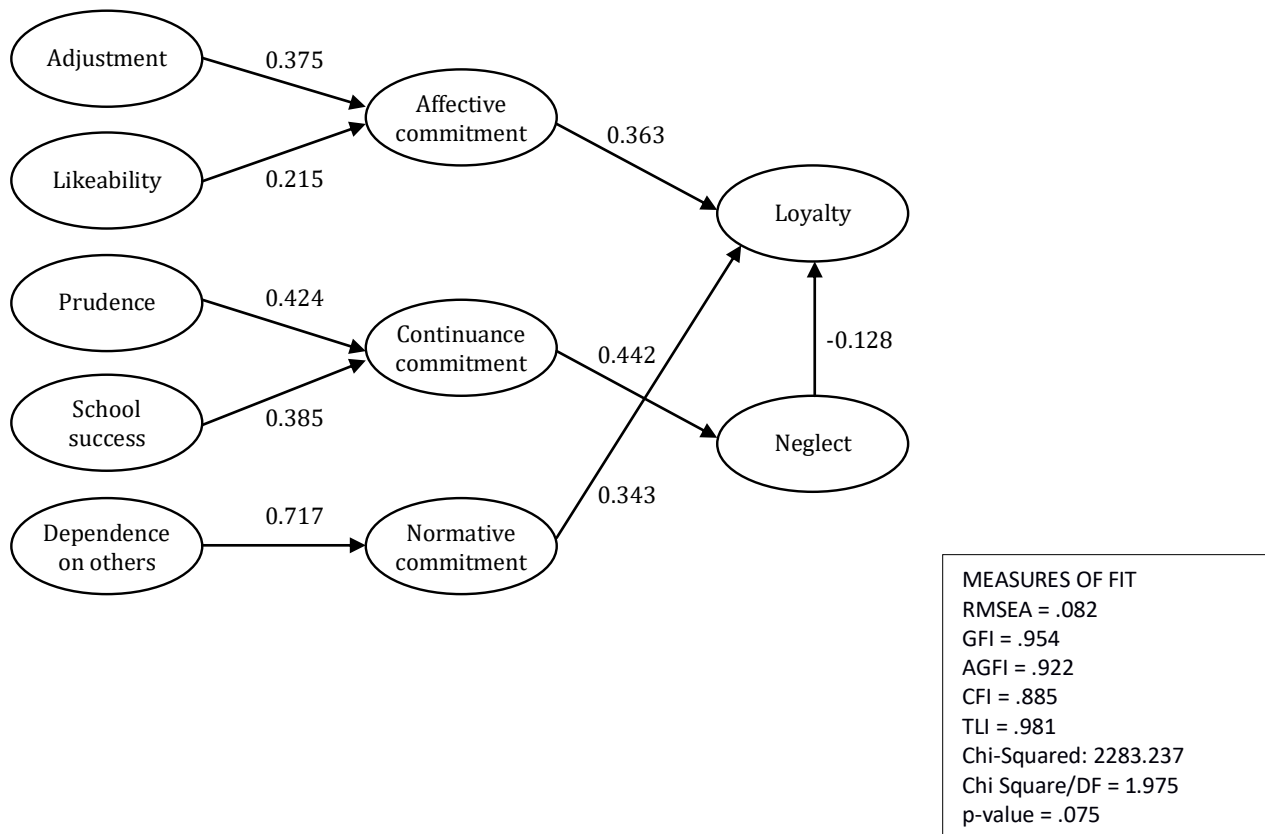 Adjustment
0.375
Affective
commitment
0.363
Likeability
0.215
Loyalty
Prudence
0.424
Continuance
commitment
0.442
-0.128
School
success
0.385
Neglect
0.343
Dependence
on others
0.717
Normative
commitment
MEASURES OF FIT
RMSEA = .082
GFI = .954
AGFI = .922
CFI = .885
TLI = .981
Chi-Squared: 2283.237
Chi Square/DF = 1.975
p-value = .075